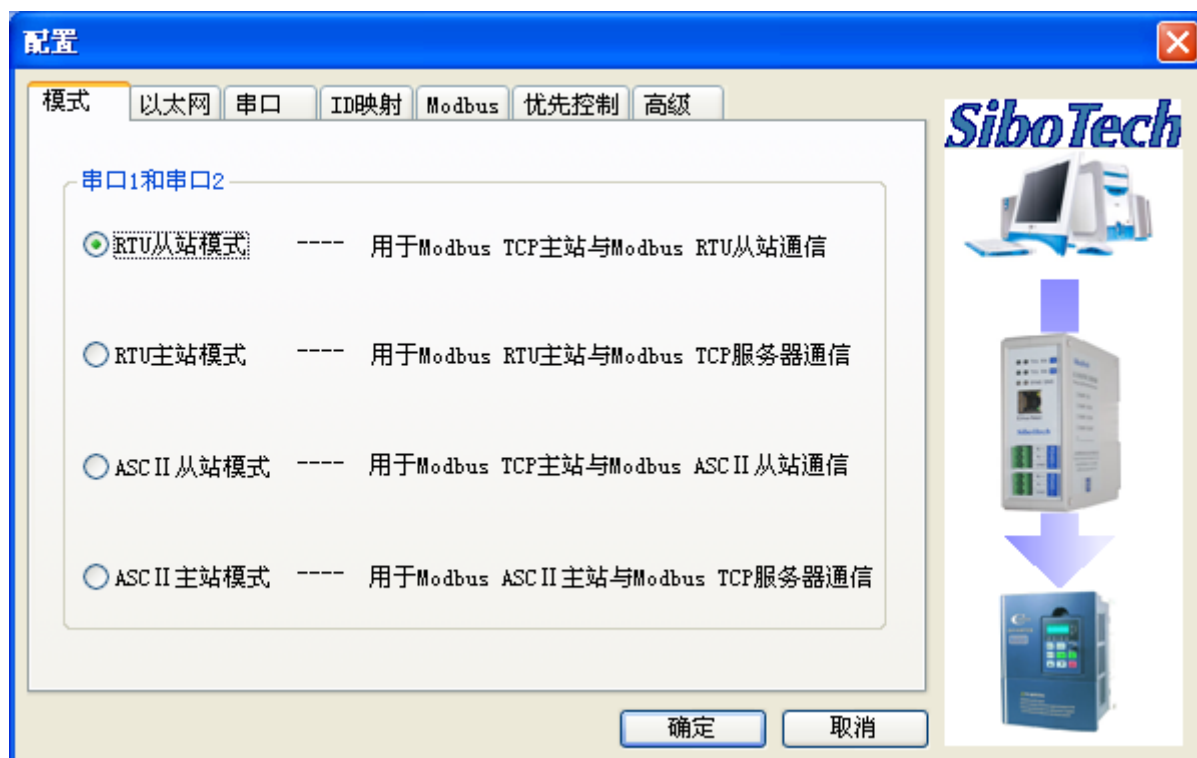 配置
模式 以太网 串口 ID映射 Modbus 优先控制 高级
SiboTech
串口1和串口2
RTU从站模式 ---- 用于Modbus TCP主站与Modbus RTU从站通信
RTU主站模式 ---- 用于Modbus RTU主站与Modbus TCP服务器通信
ASCII从站模式 ---- 用于Modbus TCP主站与Modbus ASCII从站通信
ASCII主站模式 ---- 用于Modbus ASCII主站与Modbus TCP服务器通信
确定 取消